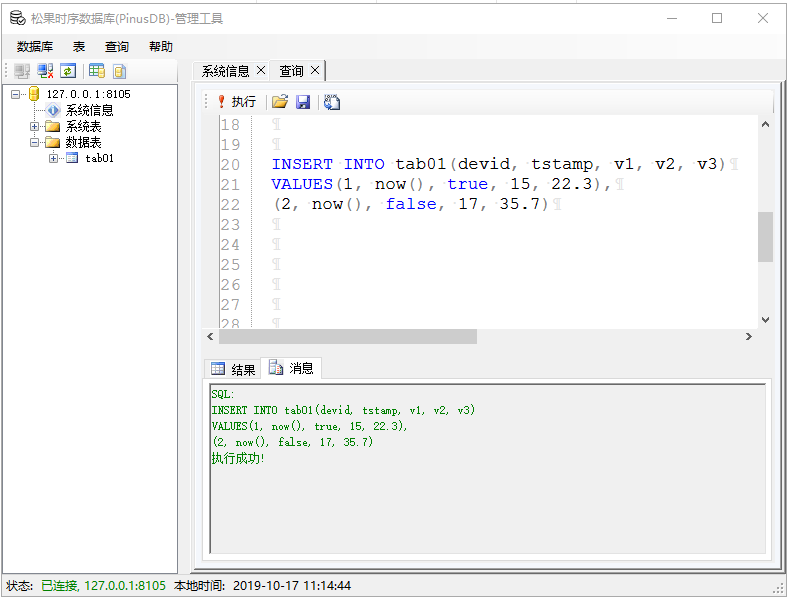 松果时序数据库(PinusDB)-管理工具
数据库 表 查询 帮助
127.0.0.1:8105
系统信息
系统表
数据表
tab01
系统信息 查询
执行
18
19
20 INSERT INTO tab01(devid, tstamp, v1, v2, v3)
21 VALUES(1, now(), true, 15, 22.3),
22 (2, now(), false, 17, 35.7)
23
24
25
26
27
28
结果 消息
SQL:
INSERT INTO tab01(devid, tstamp, v1, v2, v3)
VALUES(1, now(), true, 15, 22.3),
(2, now(), false, 17, 35.7)
执行成功!
状态: 已连接, 127.0.0.1:8105 本地时间: 2019-10-17 11:14:44